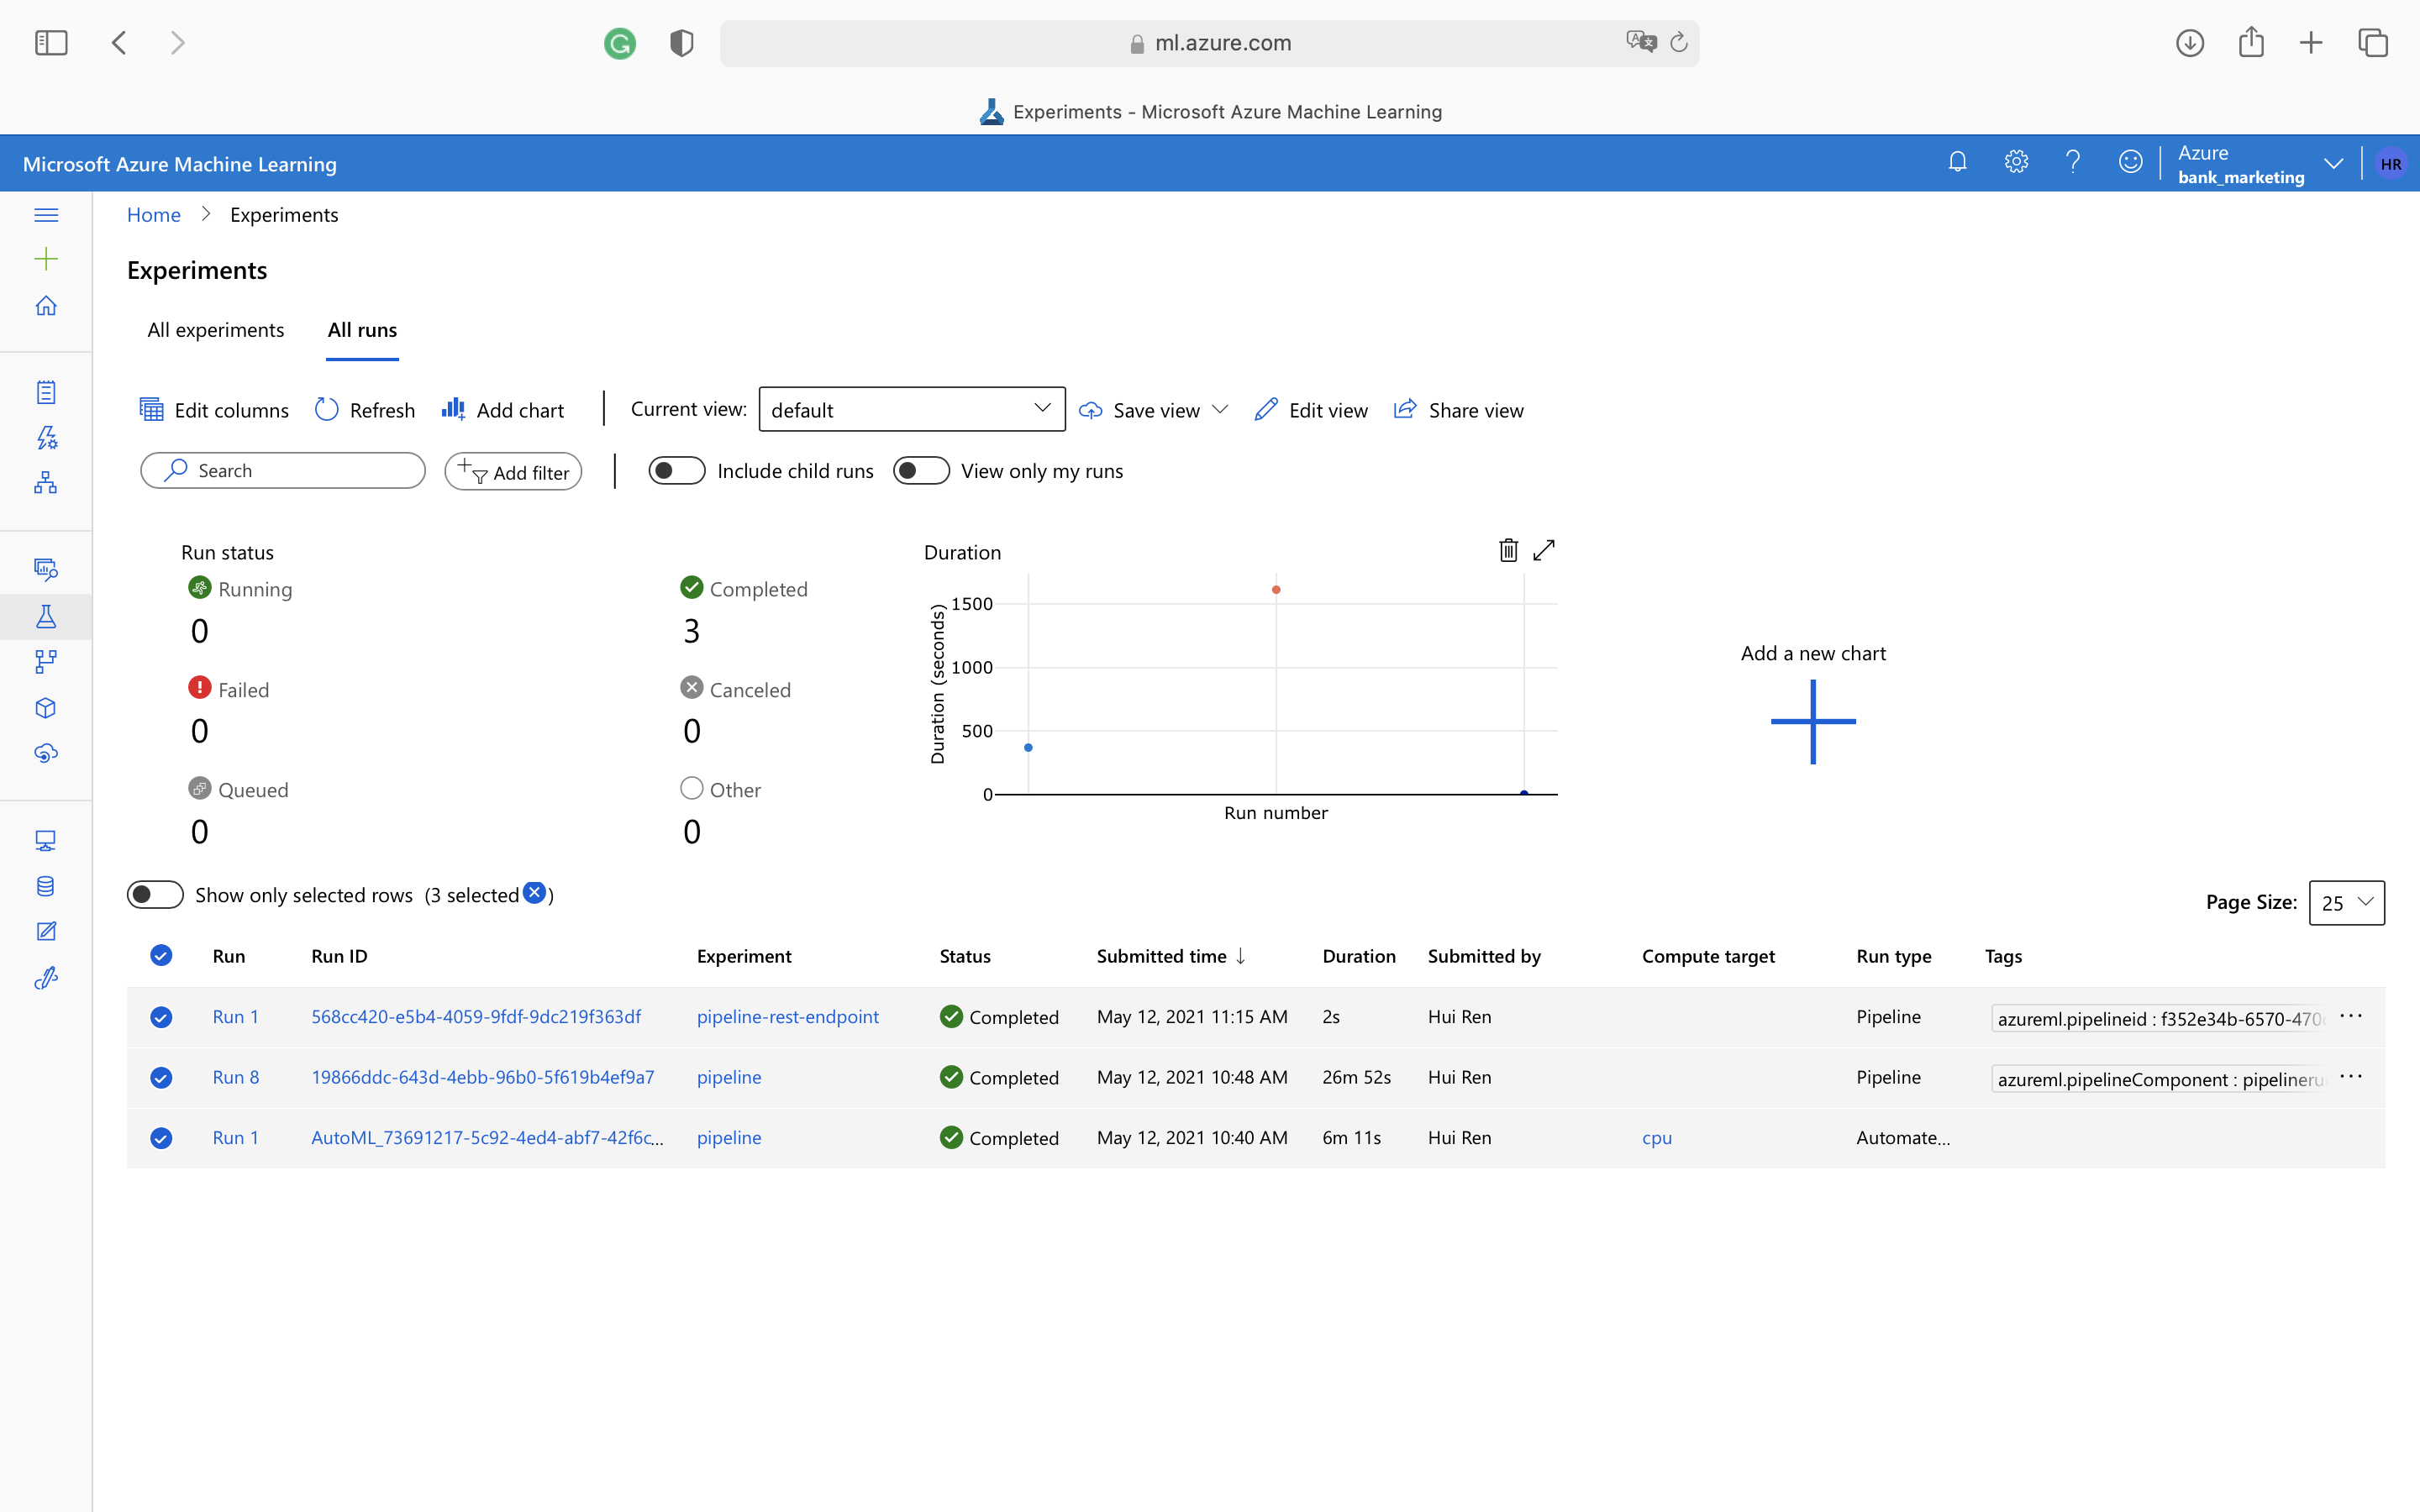 ml.azure.com
Experiments - Microsoft Azure Machine Learning
Microsoft Azure Machine Learning
Azure
bank_marketing
HR
Home > Experiments
Experiments
All experiments All runs
Edit columns Refresh Add chart Current view: default Save view Edit view Share view
Search Add filter Include child runs View only my runs
Run status
Running Completed
0 3
Failed Canceled
0 0
Queued Other
0 0
Duration
Duration (seconds)
1500
1000
500
0
Run number
Add a new chart
Show only selected rows (3 selected )
Page Size: 25
Run Run ID Experiment Status Submitted time ↓ Duration Submitted by Compute target Run type Tags
Run 1 568cc420-e5b4-4059-9fdf-9dc219f363df pipeline-rest-endpoint Completed May 12, 2021 11:15 AM 2s Hui Ren Pipeline azureml.pipelineid : f352e34b-6570-470 ...
Run 8 19866ddc-643d-4ebb-96b0-5f619b4ef9a7 pipeline Completed May 12, 2021 10:48 AM 26m 52s Hui Ren Pipeline azureml.pipelineComponent : pipelineru ...
Run 1 AutoML_73691217-5c92-4ed4-abf7-42f6c... pipeline Completed May 12, 2021 10:40 AM 6m 11s Hui Ren cpu Automate...